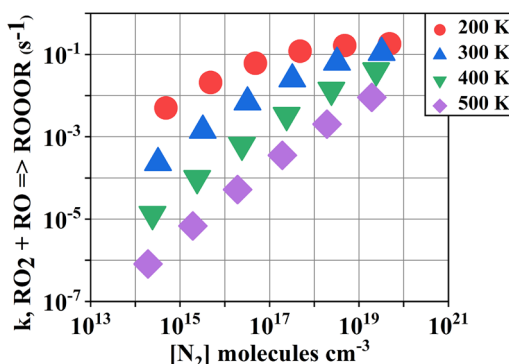 k, RO₂ + RO => ROOOR (s⁻¹)
10⁻¹
10⁻³
10⁻⁵
10⁻⁷
10¹³
10¹⁵
10¹⁷
10¹⁹
10²¹
[N₂] molecules cm⁻³
200 K
300 K
400 K
500 K